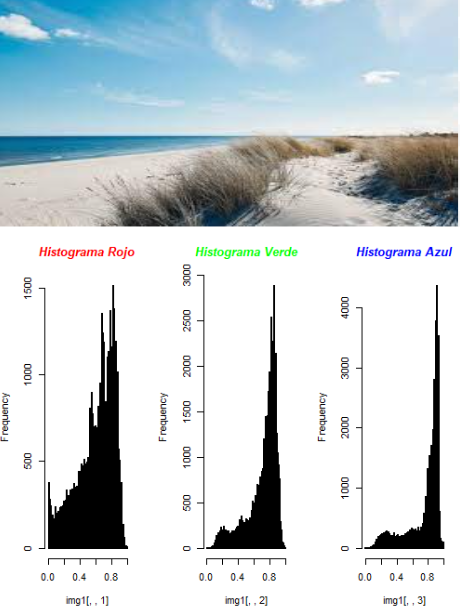 Histograma Rojo
Histograma Verde
Histograma Azul
Frequency
0
500
1000
1500
0.0
0.4
0.8
img1[, , 1]
Frequency
0
500
1000
1500
2000
2500
3000
0.0
0.4
0.8
img1[, , 2]
Frequency
0
1000
2000
3000
4000
0.0
0.4
0.8
img1[, , 3]